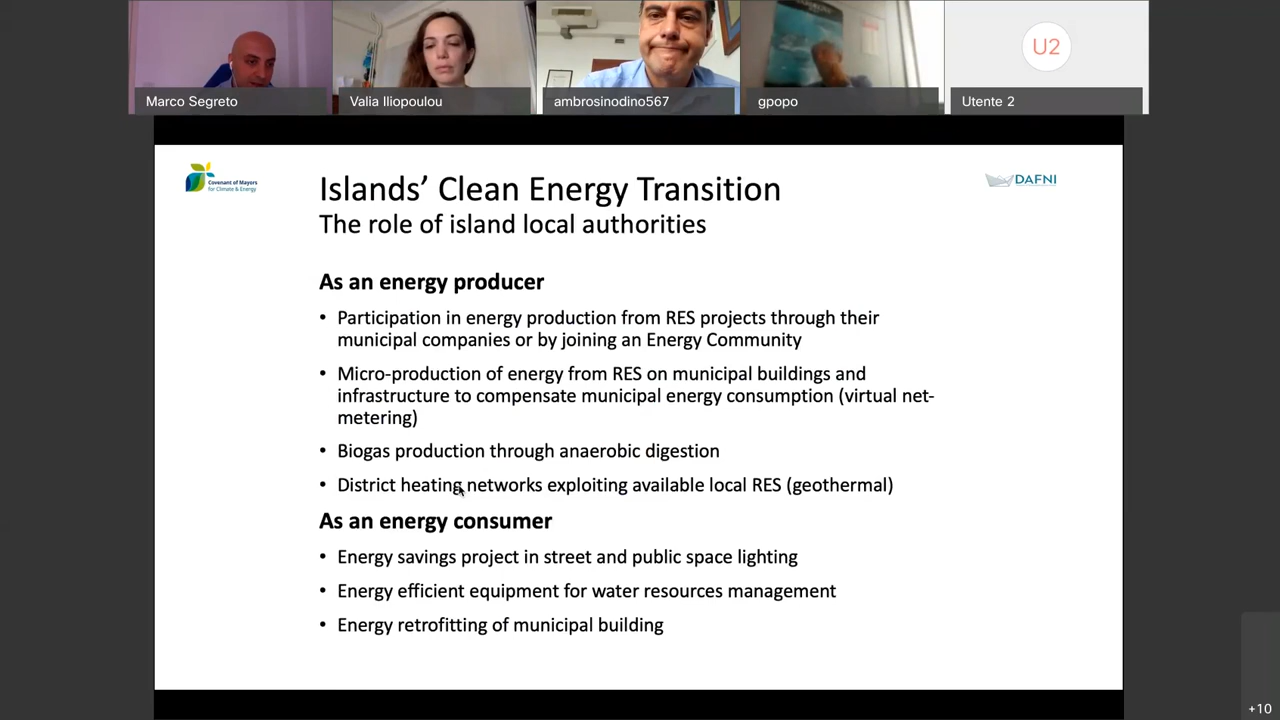 Marco Segreto
Valia Iliopoulou
ambrosinodino567
gpopo
U2
Utente 2
Covenant of Mayors
for Climate & Energy
Islands’ Clean Energy Transition
DAFNI
The role of island local authorities
As an energy producer
• Participation in energy production from RES projects through their
municipal companies or by joining an Energy Community
• Micro-production of energy from RES on municipal buildings and
infrastructure to compensate municipal energy consumption (virtual net-
metering)
• Biogas production through anaerobic digestion
• District heating networks exploiting available local RES (geothermal)
As an energy consumer
• Energy savings project in street and public space lighting
• Energy efficient equipment for water resources management
• Energy retrofitting of municipal building
+10